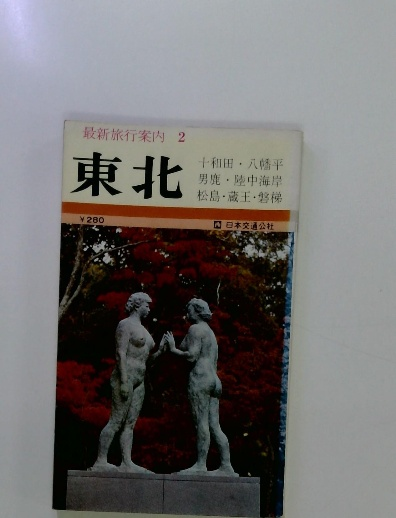 最新旅行案内 2
東北
十和田・八幡平
男鹿・陸中海岸
松島・蔵王・磐梯
￥280
日本交通公社